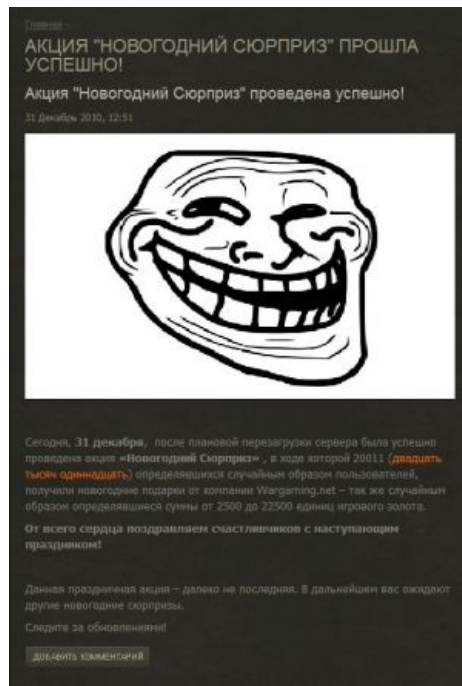 Главная -
АКЦИЯ "НОВОГОДНИЙ СЮРПРИЗ" ПРОШЛА
УСПЕШНО!
Акция "Новогодний Сюрприз" проведена успешно!
31 Декабрь 2010, 12:51
Сегодня, 31 декабря, после плановой перезагрузки сервера была успешно
проведена акция «Новогодний Сюрприз» , в ходе которой 20011 (двадцать
тысяч одиннадцать) определявшихся случайным образом пользователей,
получили новогодние подарки от компании Wargaming.net – так же случайным
образом определявшиеся суммы от 2500 до 22500 единиц игрового золота.
От всего сердца поздравляем счастливчиков с наступающим
праздником!
Данная праздничная акция – далеко не последняя. В дальнейшем вас ожидают
другие новогодние сюрпризы.
Следите за обновлениями!
ДОБАВИТЬ КОММЕНТАРИЙ